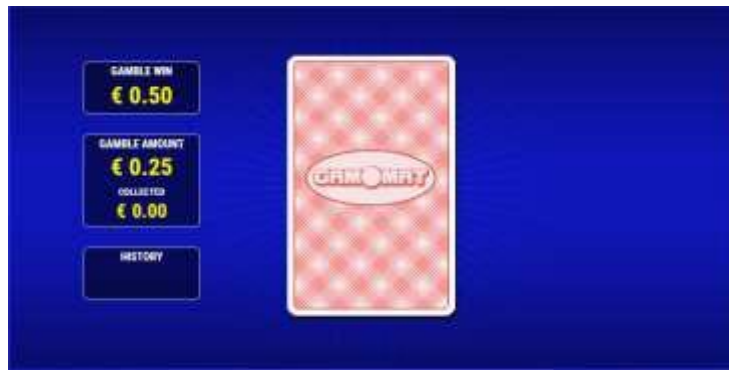 GAMBLE WIN
€ 0.50
GAMBLE AMOUNT
€ 0.25
COLLECTED
€ 0.00
HISTORY
GAMOMAT